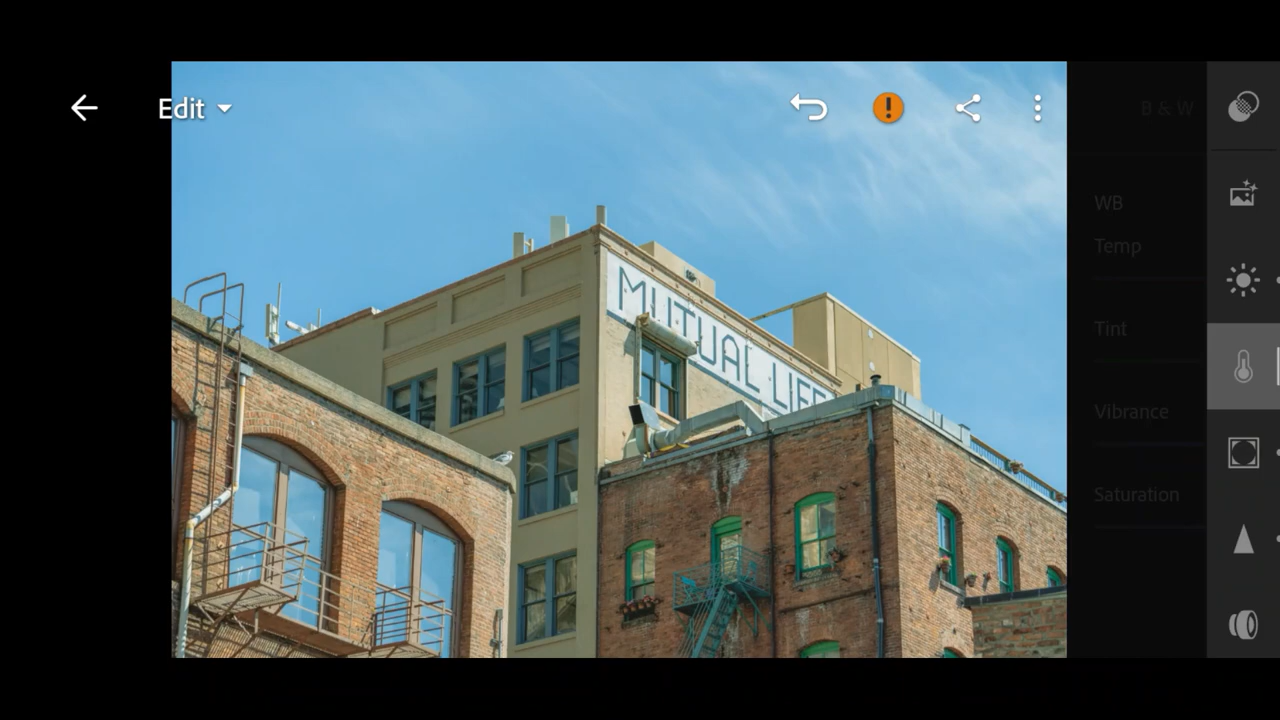 Edit
B & W
WB
Temp
Tint
Vibrance
Saturation
MUTUAL LIFE